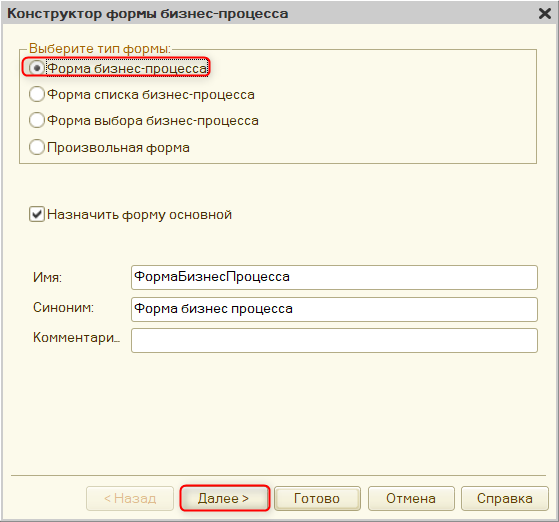 Конструктор формы бизнес-процесса
Выберите тип формы:
Форма бизнес-процесса
Форма списка бизнес-процесса
Форма выбора бизнес-процесса
Произвольная форма
Назначить форму основной
Имя: ФормаБизнесПроцесса
Синоним: Форма бизнес процесса
Комментари...
< Назад Далее > Готово Отмена Справка